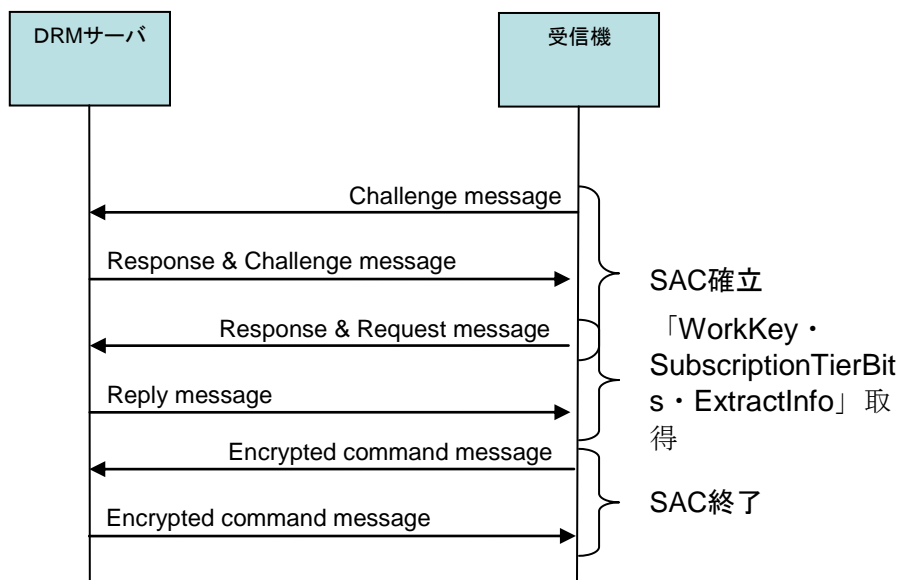 DRMサーバ
受信機
Challenge message
Response & Challenge message
SAC確立
Response & Request message
「WorkKey・
SubscriptionTierBit
s・ExtractInfo」取
得
Reply message
Encrypted command message
SAC終了
Encrypted command message